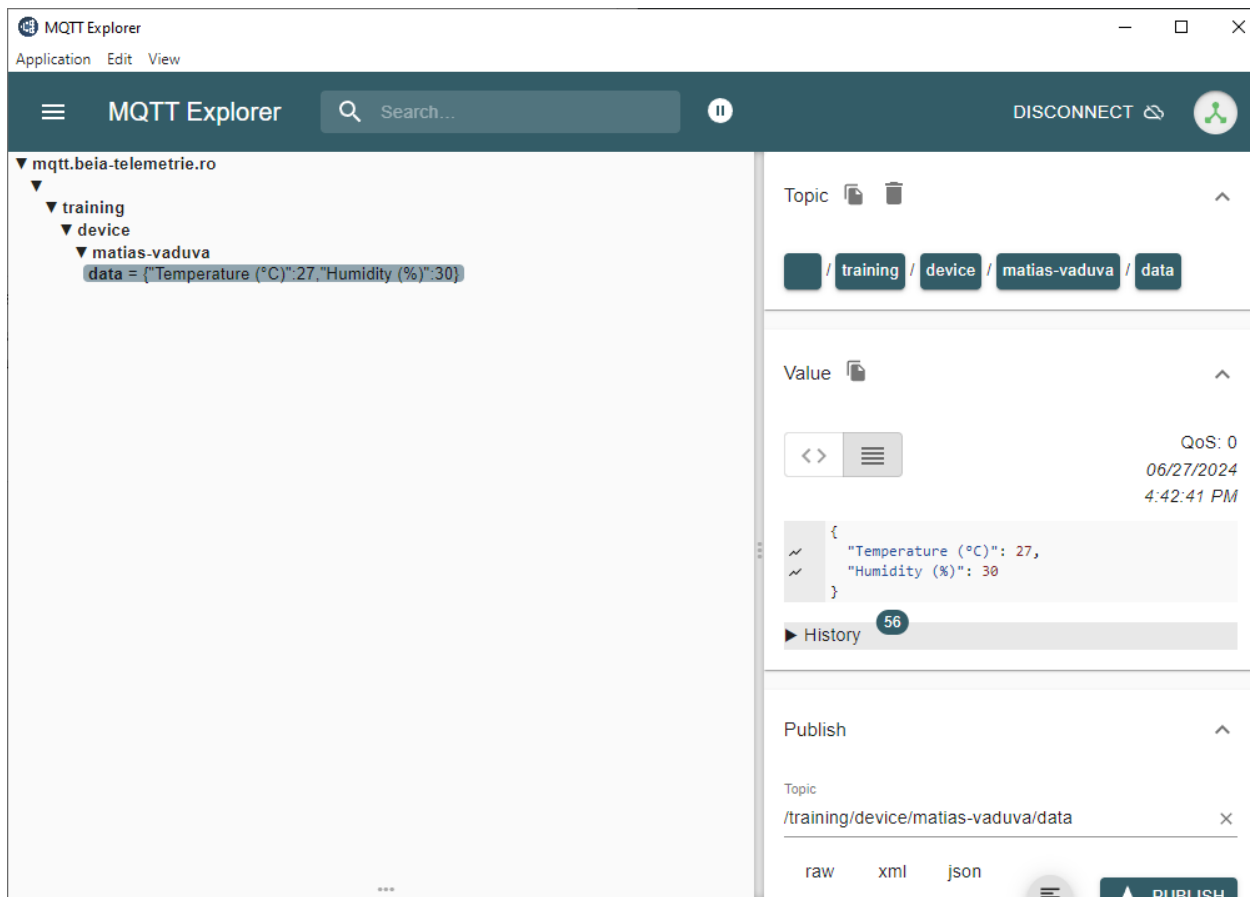 MQTT Explorer
Application Edit View
MQTT Explorer
Search...
DISCONNECT
▼ mqtt.beia-telemetrie.ro
▼
▼ training
▼ device
▼ matias-vaduva
data = {"Temperature (°C)":27,"Humidity (%)":30}
Topic
/ training / device / matias-vaduva / data
Value
QoS: 0
06/27/2024
4:42:41 PM
{
"Temperature (°C)": 27,
"Humidity (%)": 30
}
▶ History 56
Publish
Topic
/training/device/matias-vaduva/data
raw xml json
PUBLISH